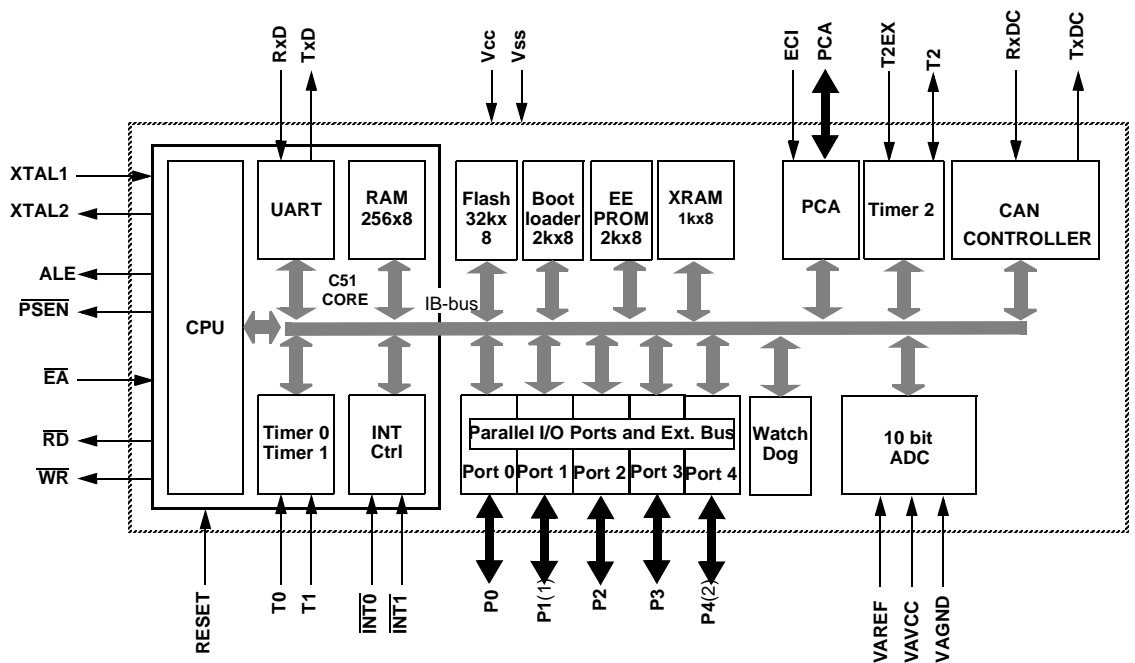 RxD
TxD
Vcc
Vss
ECI
PCA
T2EX
T2
RxDC
TxDC
XTAL1
XTAL2
ALE
PSEN
EA
RD
WR
CPU
UART
RAM
256x8
C51
CORE
IB-bus
Flash
32kx
8
Boot
loader
2kx8
EE
PROM
2kx8
XRAM
1kx8
PCA
Timer 2
CAN
CONTROLLER
Timer 0
Timer 1
INT
Ctrl
Parallel I/O Ports and Ext. Bus
Port 0
Port 1
Port 2
Port 3
Port 4
Watch
Dog
10 bit
ADC
RESET
T0
T1
INT0
INT1
P0
P1(1)
P2
P3
P4(2)
VAREF
VAVCC
VAGND